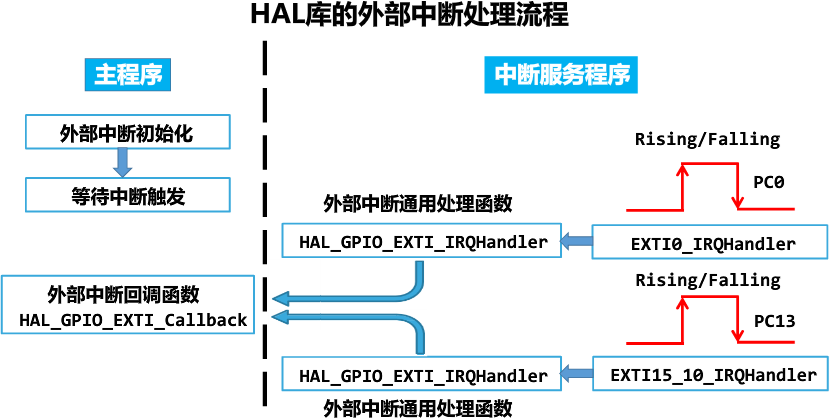 HAL库的外部中断处理流程
主程序
中断服务程序
外部中断初始化
等待中断触发
Rising/Falling
PC0
外部中断通用处理函数
HAL_GPIO_EXTI_IRQHandler
EXTI0_IRQHandler
外部中断回调函数
HAL_GPIO_EXTI_Callback
Rising/Falling
PC13
HAL_GPIO_EXTI_IRQHandler
EXTI15_10_IRQHandler
外部中断通用处理函数